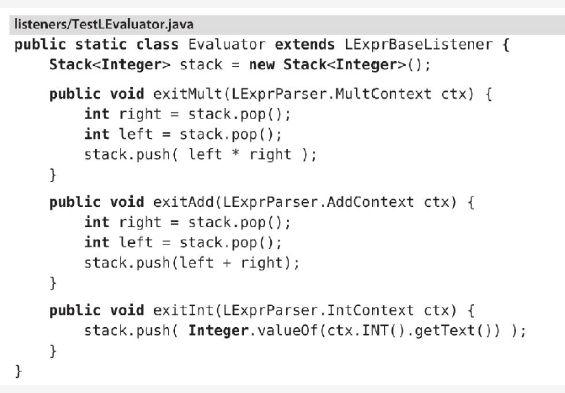 listeners/TestLEvaluator.java
public static class Evaluator extends LExprBaseListener {
    Stack<Integer> stack = new Stack<Integer>();
    public void exitMult(LExprParser.MultContext ctx) {
        int right = stack.pop();
        int left = stack.pop();
        stack.push( left * right );
    }
    public void exitAdd(LExprParser.AddContext ctx) {
        int right = stack.pop();
        int left = stack.pop();
        stack.push(left + right);
    }
    public void exitInt(LExprParser.IntContext ctx) {
        stack.push( Integer.valueOf(ctx.INT().getText()) );
    }
}